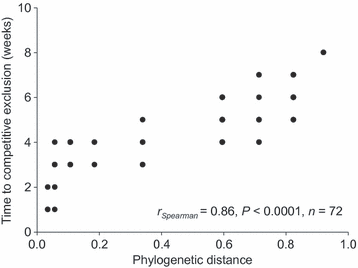 10
8
6
4
2
0
Time to competitive exclusion (weeks)
r Spearman = 0.86, P < 0.0001, n = 72
0.0 0.2 0.4 0.6 0.8 1.0
Phylogenetic distance